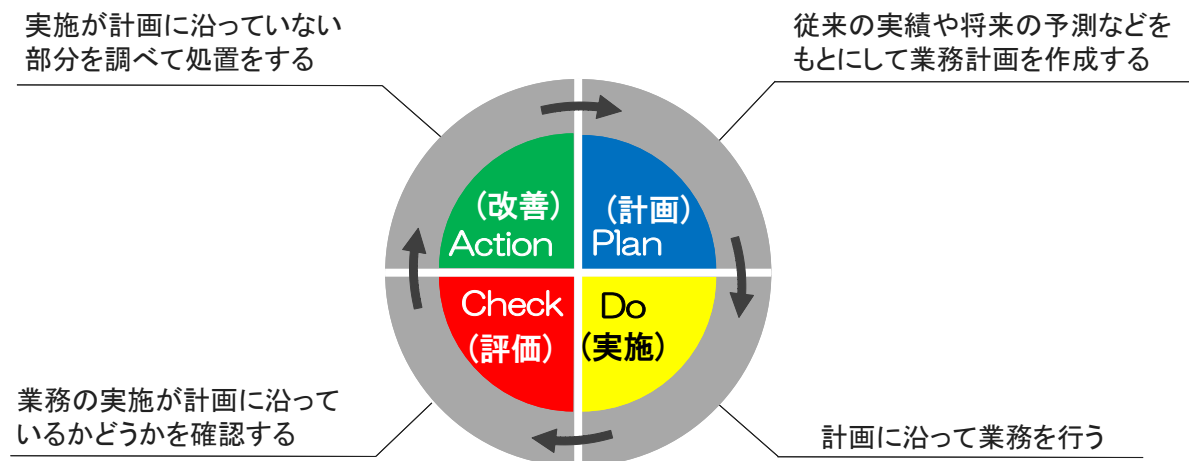 実施が計画に沿っていない
部分を調べて処置をする
従来の実績や将来の予測などを
もとにして業務計画を作成する
(改善)
Action
(計画)
Plan
Check
(評価)
Do
(実施)
業務の実施が計画に沿って
いるかどうかを確認する
計画に沿って業務を行う